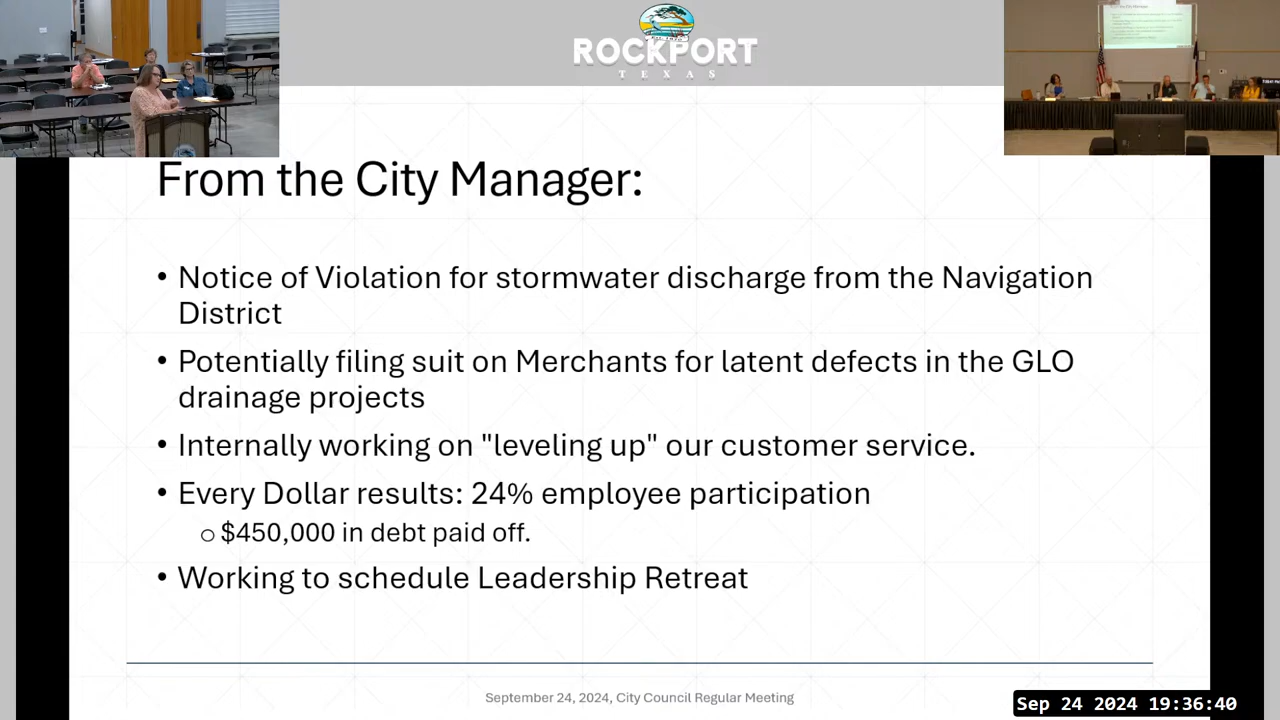 ROCKPORT
TEXAS
From the City Manager:
• Notice of Violation for stormwater discharge from the Navigation
District
• Potentially filing suit on Merchants for latent defects in the GLO
drainage projects
• Internally working on "leveling up" our customer service.
• Every Dollar results: 24% employee participation
o $450,000 in debt paid off.
• Working to schedule Leadership Retreat
September 24, 2024, City Council Regular Meeting
Sep 24 2024 19:36:40